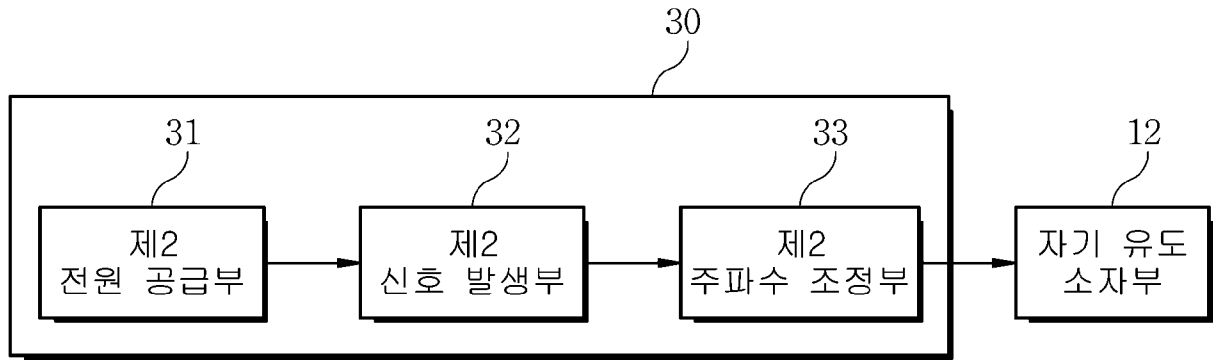 30
31
32
33
12
제2
전원 공급부
제2
신호 발생부
제2
주파수 조정부
자기 유도
소자부